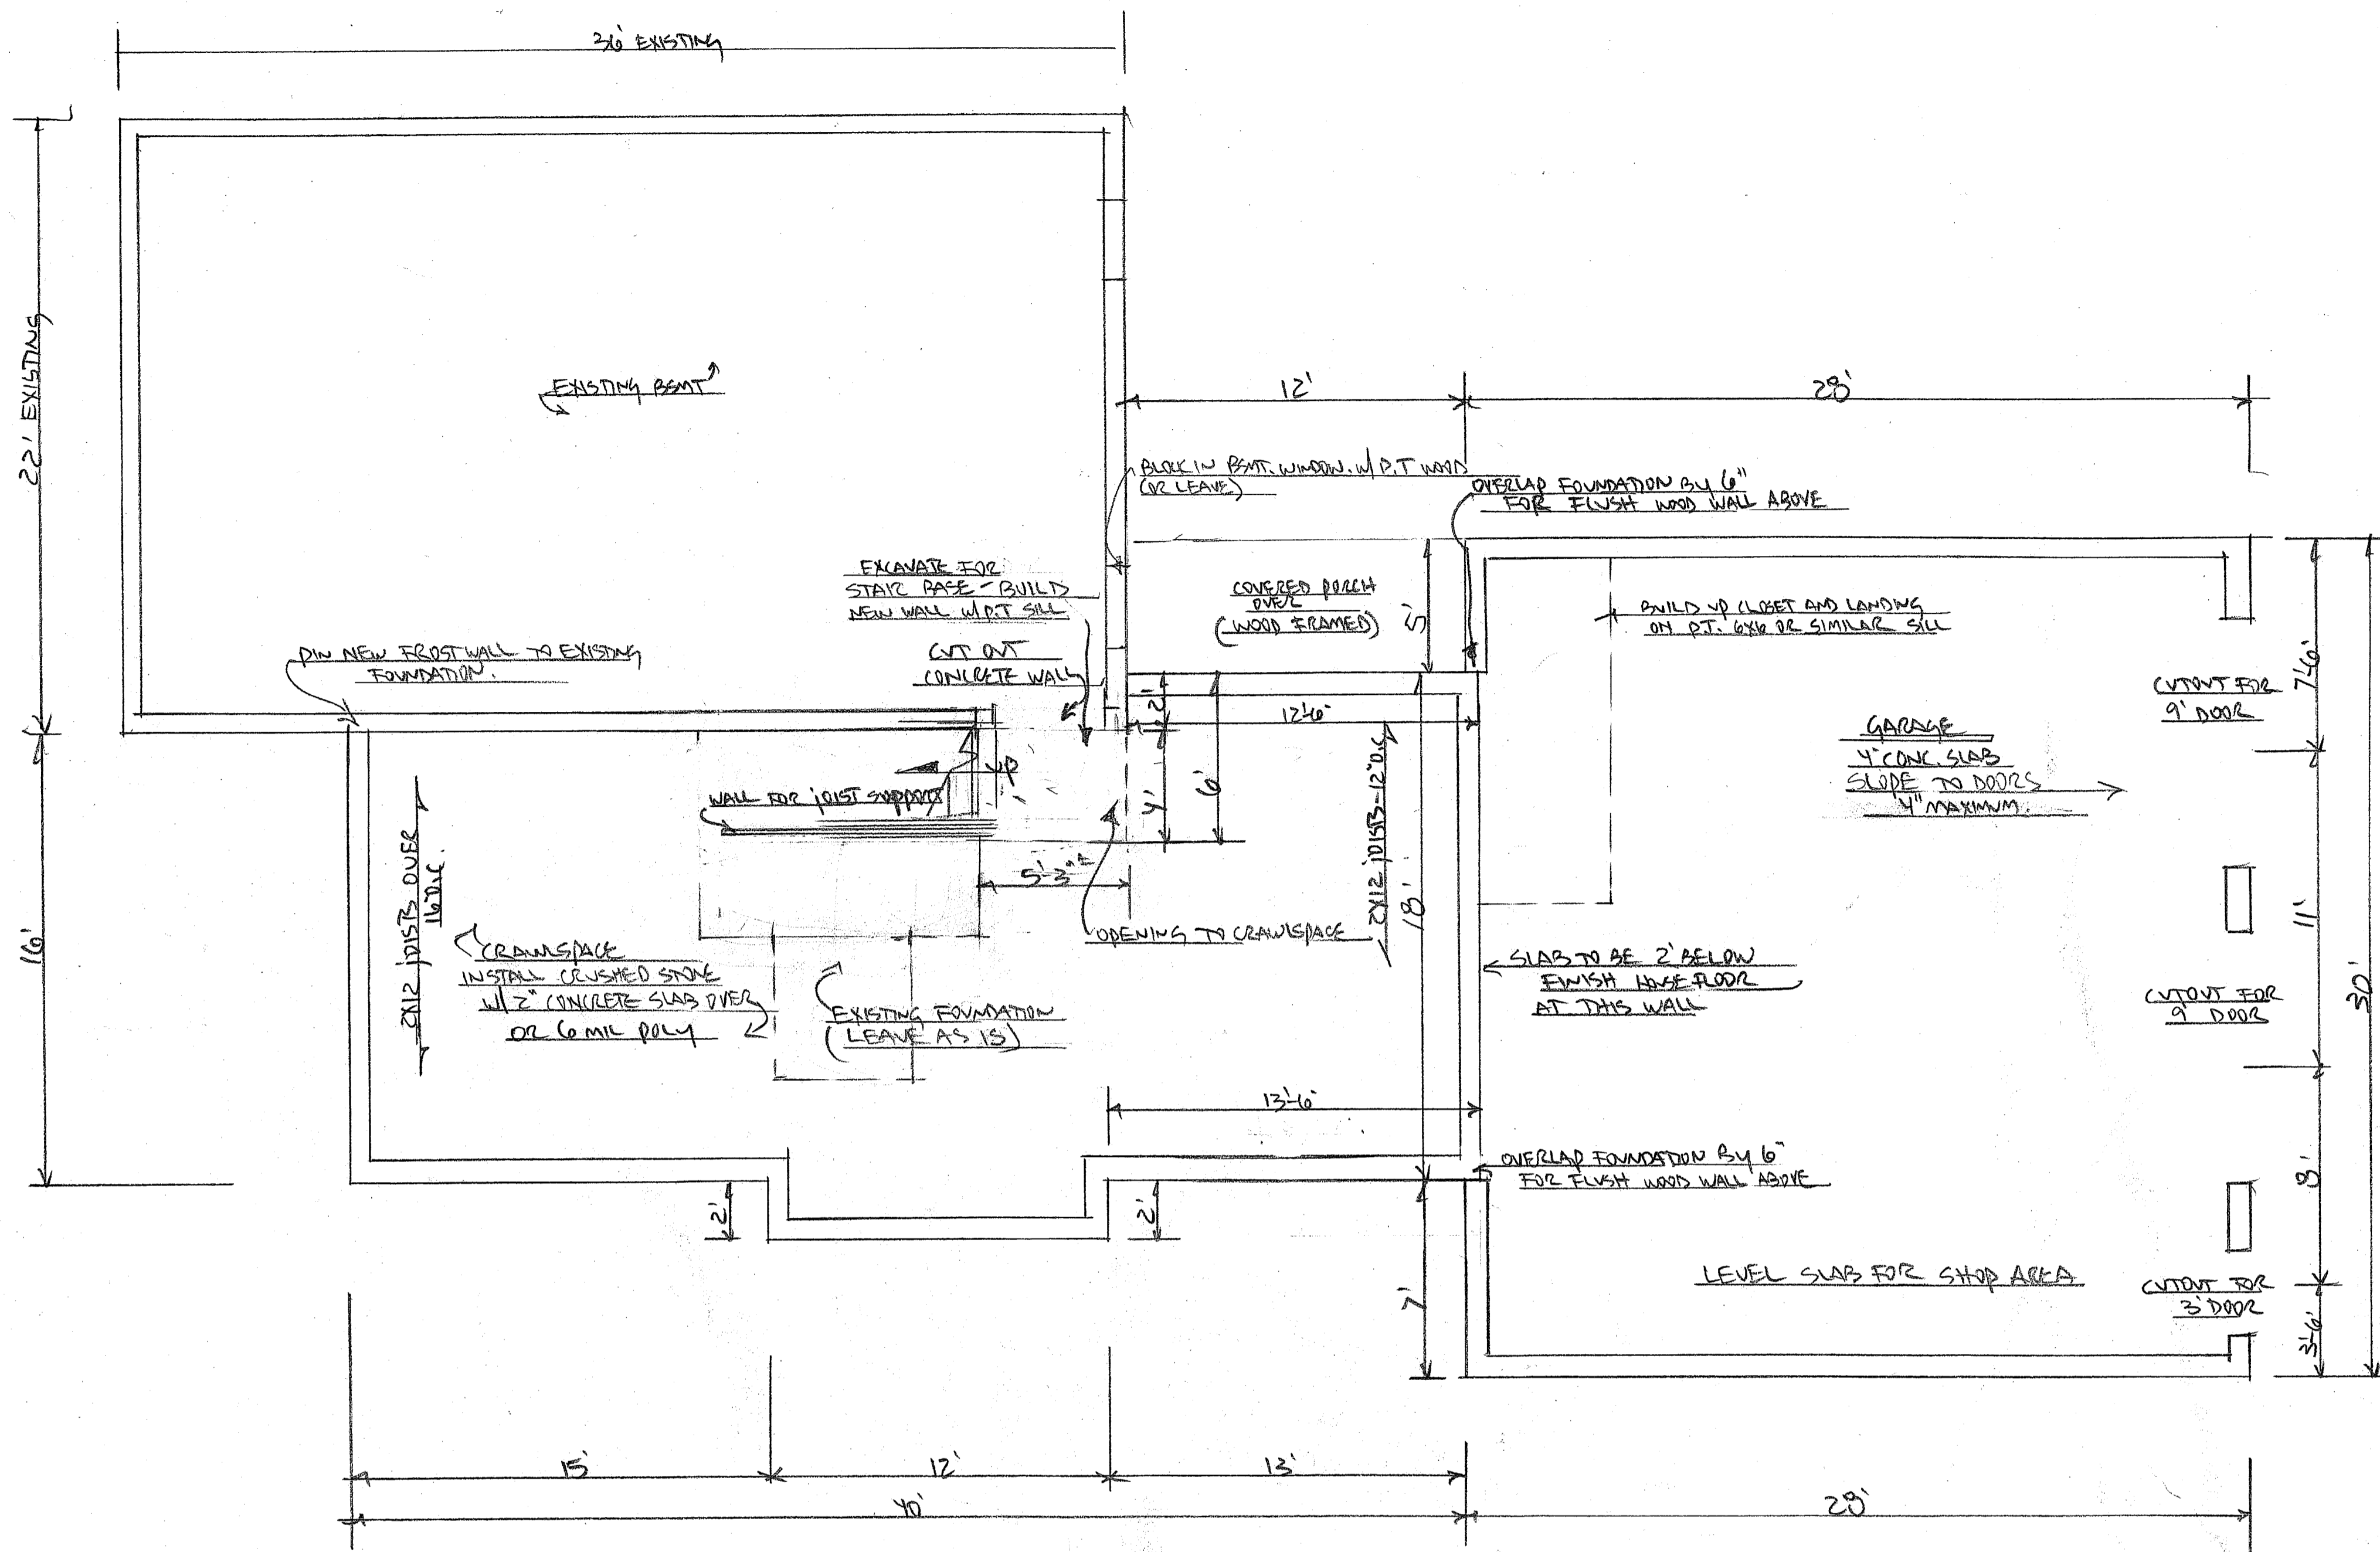 36' EXISTING
22' EXISTING
EXISTING BSMT
12'
28'
BLOCK IN BSMT. WINDOW. W/ P.T WOOD
(OR LEAVE)
OVERLAP FOUNDATION BY 6"
FOR FLUSH WOOD WALL ABOVE
EXCAVATE FOR
STAIR BASE - BUILD
NEW WALL W/ P.T SILL
COVERED PORCH
OVER
(WOOD FRAMED)
5'
BUILD UP CLOSET AND LANDING
ON P.T. 6X6 OR SIMILAR SILL
PIN NEW FROST WALL TO EXISTING
FOUNDATION.
CUT OUT
CONCRETE WALL
2'
12'-6"
7'-6"
CUTOUT FOR
9' DOOR
GARAGE
4" CONC. SLAB
SLOPE TO DOORS
4" MAXIMUM.
UP
WALL FOR JOIST SUPPORT
4'
6'
2X12 JOISTS-12" O.C
18'
2X12 JOISTS OVER
16" O.C.
5'-3"±
11'
30'
16'
OPENING TO CRAWLSPACE
CRAWLSPACE
INSTALL CRUSHED STONE
W/ 2" CONCRETE SLAB OVER
OR 6 MIL POLY
EXISTING FOUNDATION
(LEAVE AS IS)
SLAB TO BE 2' BELOW
FINISH HOUSE FLOOR
AT THIS WALL
CUTOUT FOR
9' DOOR
13'-6"
OVERLAP FOUNDATION BY 6"
FOR FLUSH WOOD WALL ABOVE
8'
2'
2'
7'
LEVEL SLAB FOR SHOP AREA
CUTOUT FOR
3' DOOR
3'-6"
15'
12'
13'
40'
28'